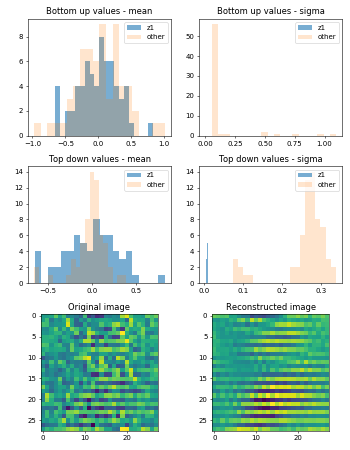 Bottom up values - mean
Bottom up values - sigma
z1
other
z1
other
8
6
4
2
0
50
40
30
20
10
0
−1.0 −0.5 0.0 0.5 1.0
0.00 0.25 0.50 0.75 1.00
Top down values - mean
Top down values - sigma
z1
other
z1
other
14
12
10
8
6
4
2
0
14
12
10
8
6
4
2
0
−0.5 0.0 0.5
0.0 0.1 0.2 0.3
Original image
Reconstructed image
0
5
10
15
20
25
0
5
10
15
20
25
0 10 20
0 10 20